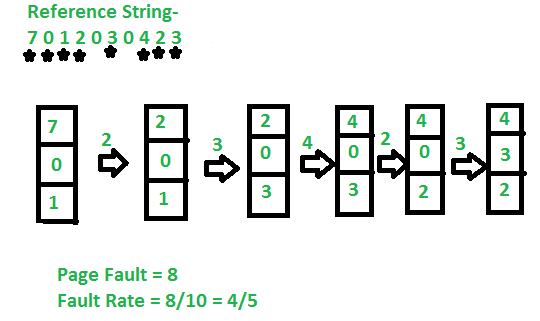 Reference String-
7 0 1 2 0 3 0 4 2 3
2 3 4 2 3
7 2 2 4 4 4
0 0 0 0 0 3
1 1 3 3 2 2
Page Fault = 8
Fault Rate = 8/10 = 4/5